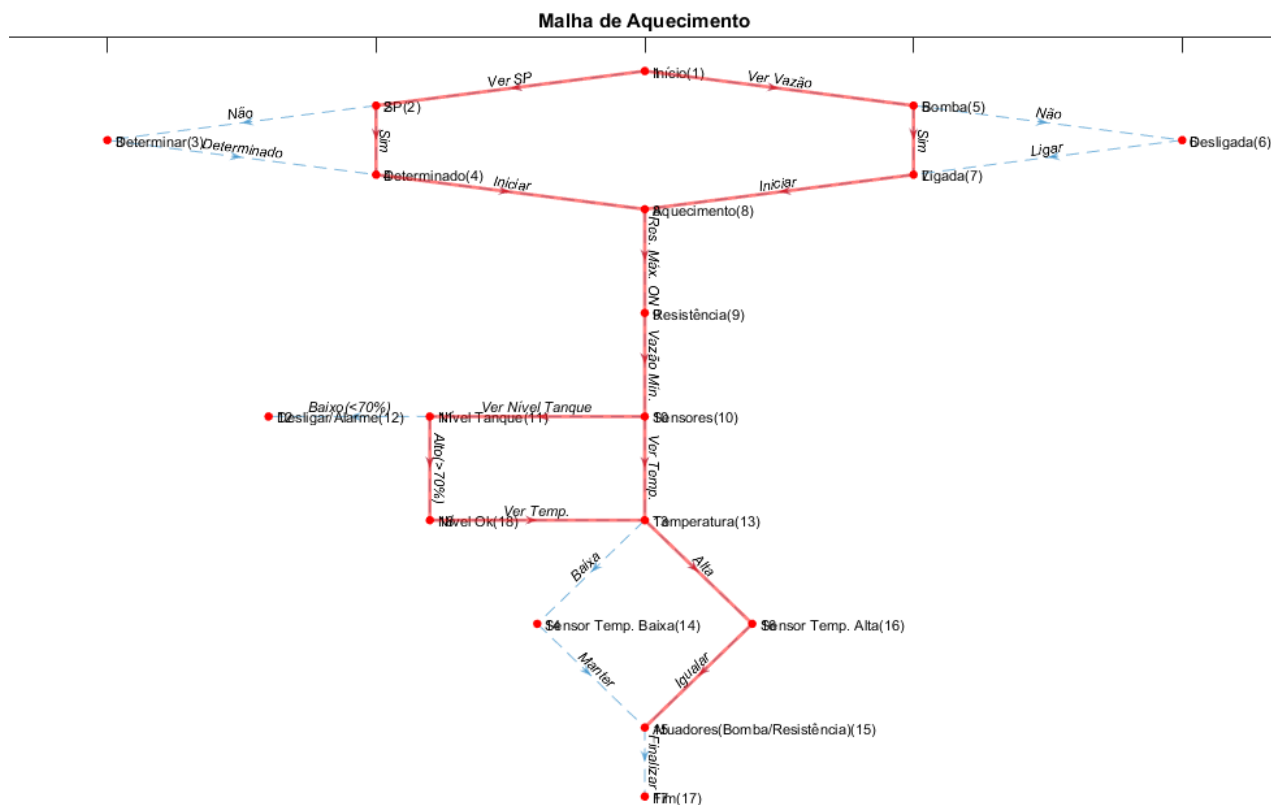 Malha de Aquecimento
Início(1)
Ver SP
Ver Vazão
SP(2)
Bomba(5)
Não
Não
Sim
Sim
Determinar(3)
Desligada(6)
Determinado
Ligar
Determinado(4)
Ligada(7)
Iniciar
Iniciar
Aquecimento(8)
Res. Máx. ON
Resistência(9)
Vazão Min.
Baixo(<70%)
Ver Nível Tanque
Desligar/Alarme(12)
Nível Tanque(11)
Sensores(10)
Alto(>70%)
Ver Temp.
Ver Temp.
Nível Ok(18)
Temperatura(13)
Baixa
Alta
Sensor Temp. Baixa(14)
Sensor Temp. Alta(16)
Manter
Igualar
Atuadores(Bomba/Resistência)(15)
Finalizar
Fim(17)